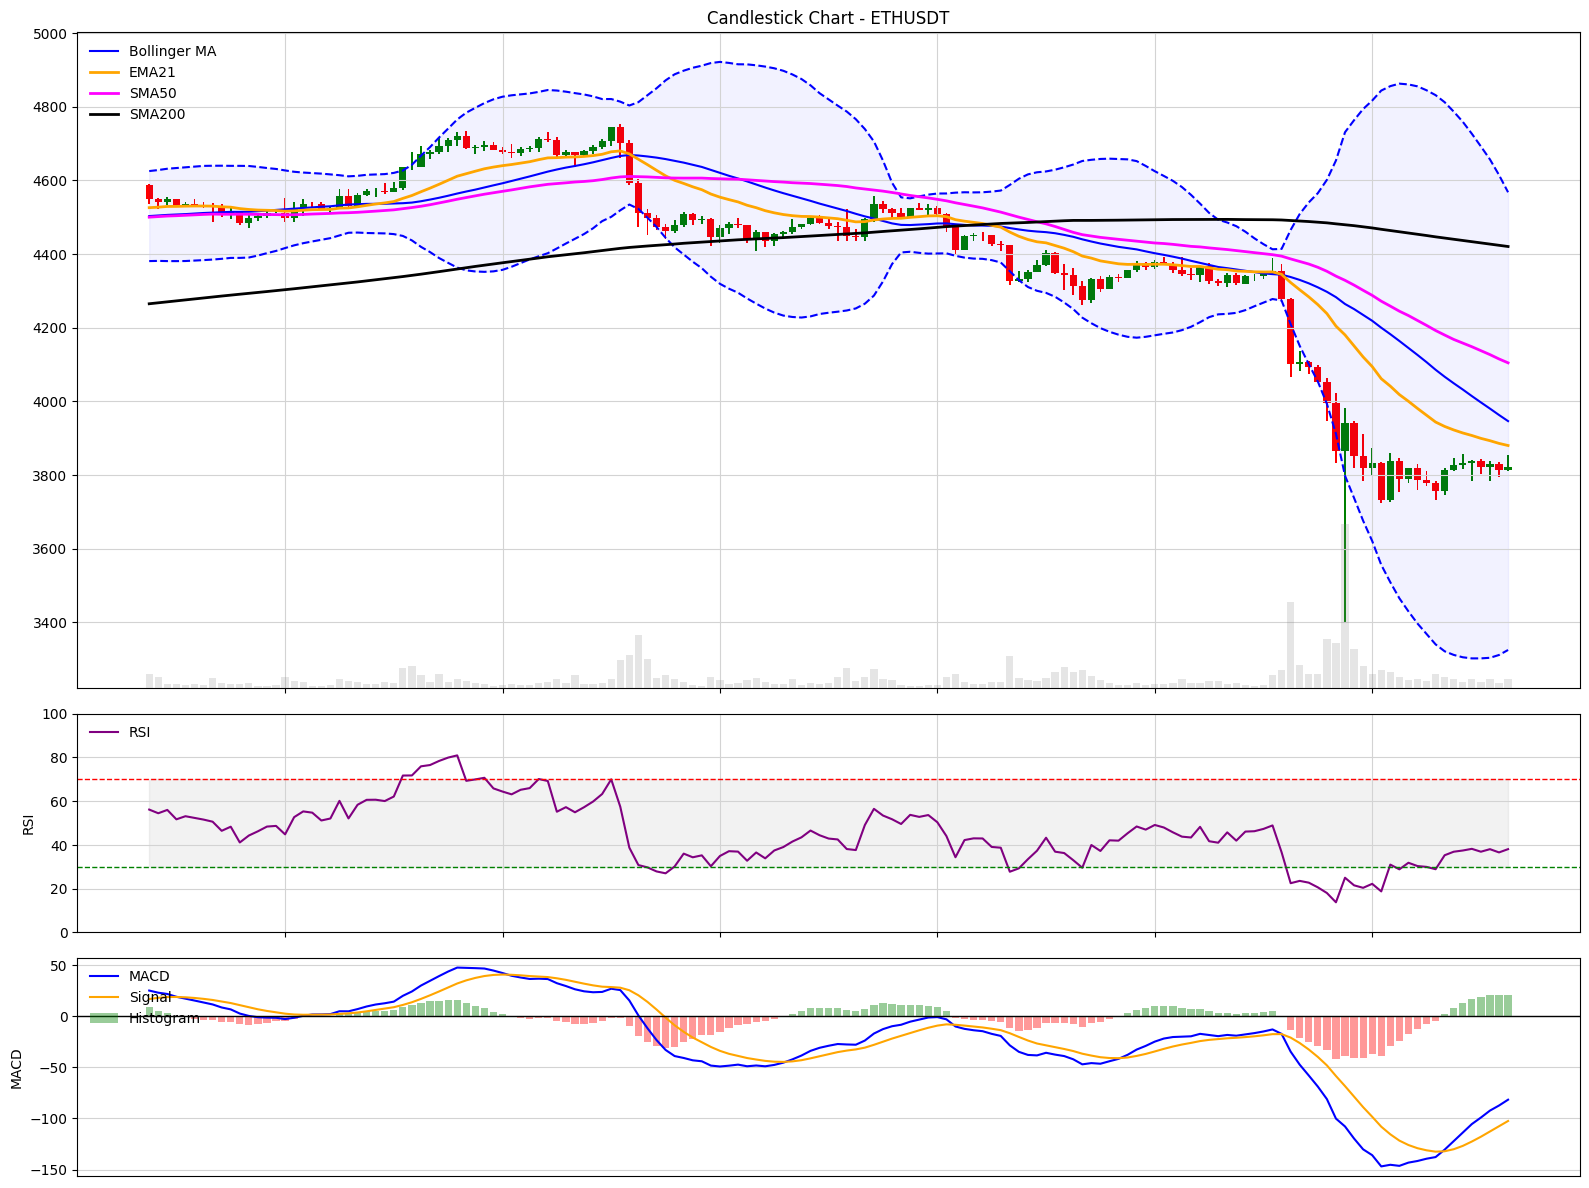 Candlestick Chart - ETHUSDT
5000
4800
4600
4400
4200
4000
3800
3600
3400
Bollinger MA
EMA21
SMA50
SMA200
100
80
60
40
20
0
RSI
RSI
50
0
−50
−100
−150
MACD
MACD
Signal
Histogram